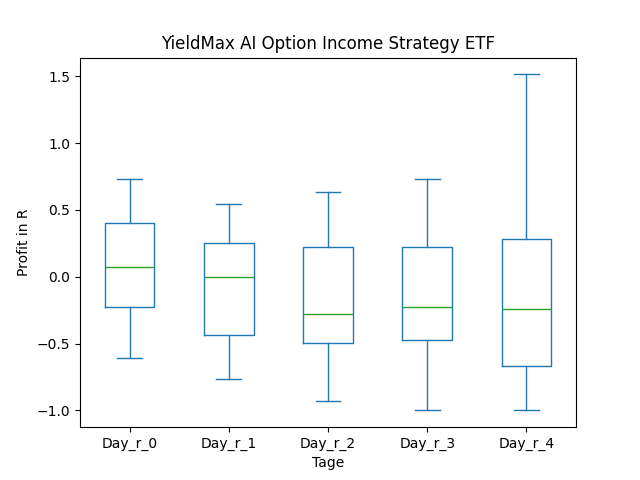 YieldMax AI Option Income Strategy ETF
1.5
1.0
0.5
0.0
−0.5
−1.0
Profit in R
Day_r_0 Day_r_1 Day_r_2 Day_r_3 Day_r_4
Tage